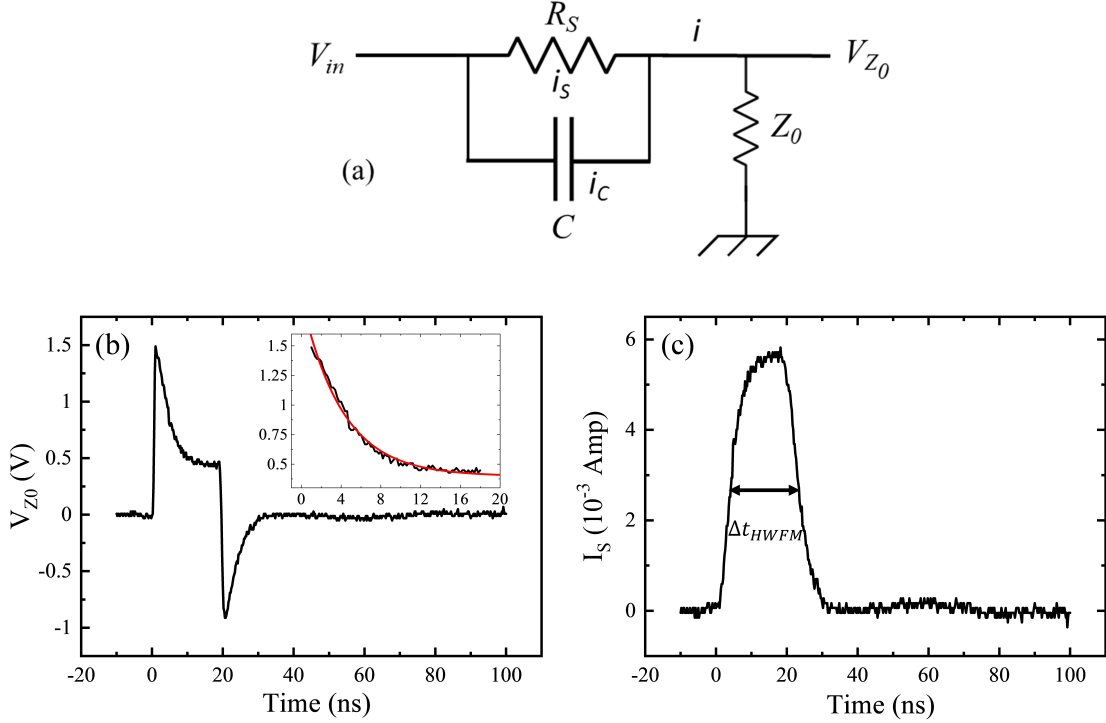 R_S
i
V_in
V_Z0
i_S
Z_0
(a)
i_C
C
(b)
1.5
1
0.5
0
-0.5
-1
V_Z0 (V)
-20 0 20 40 60 80 100
Time (ns)
1.5
1.25
1
0.75
0.5
0 4 8 12 16 20
(c)
6
4
2
0
I_S (10^-3 Amp)
Δt_HWFM
-20 0 20 40 60 80 100
Time (ns)